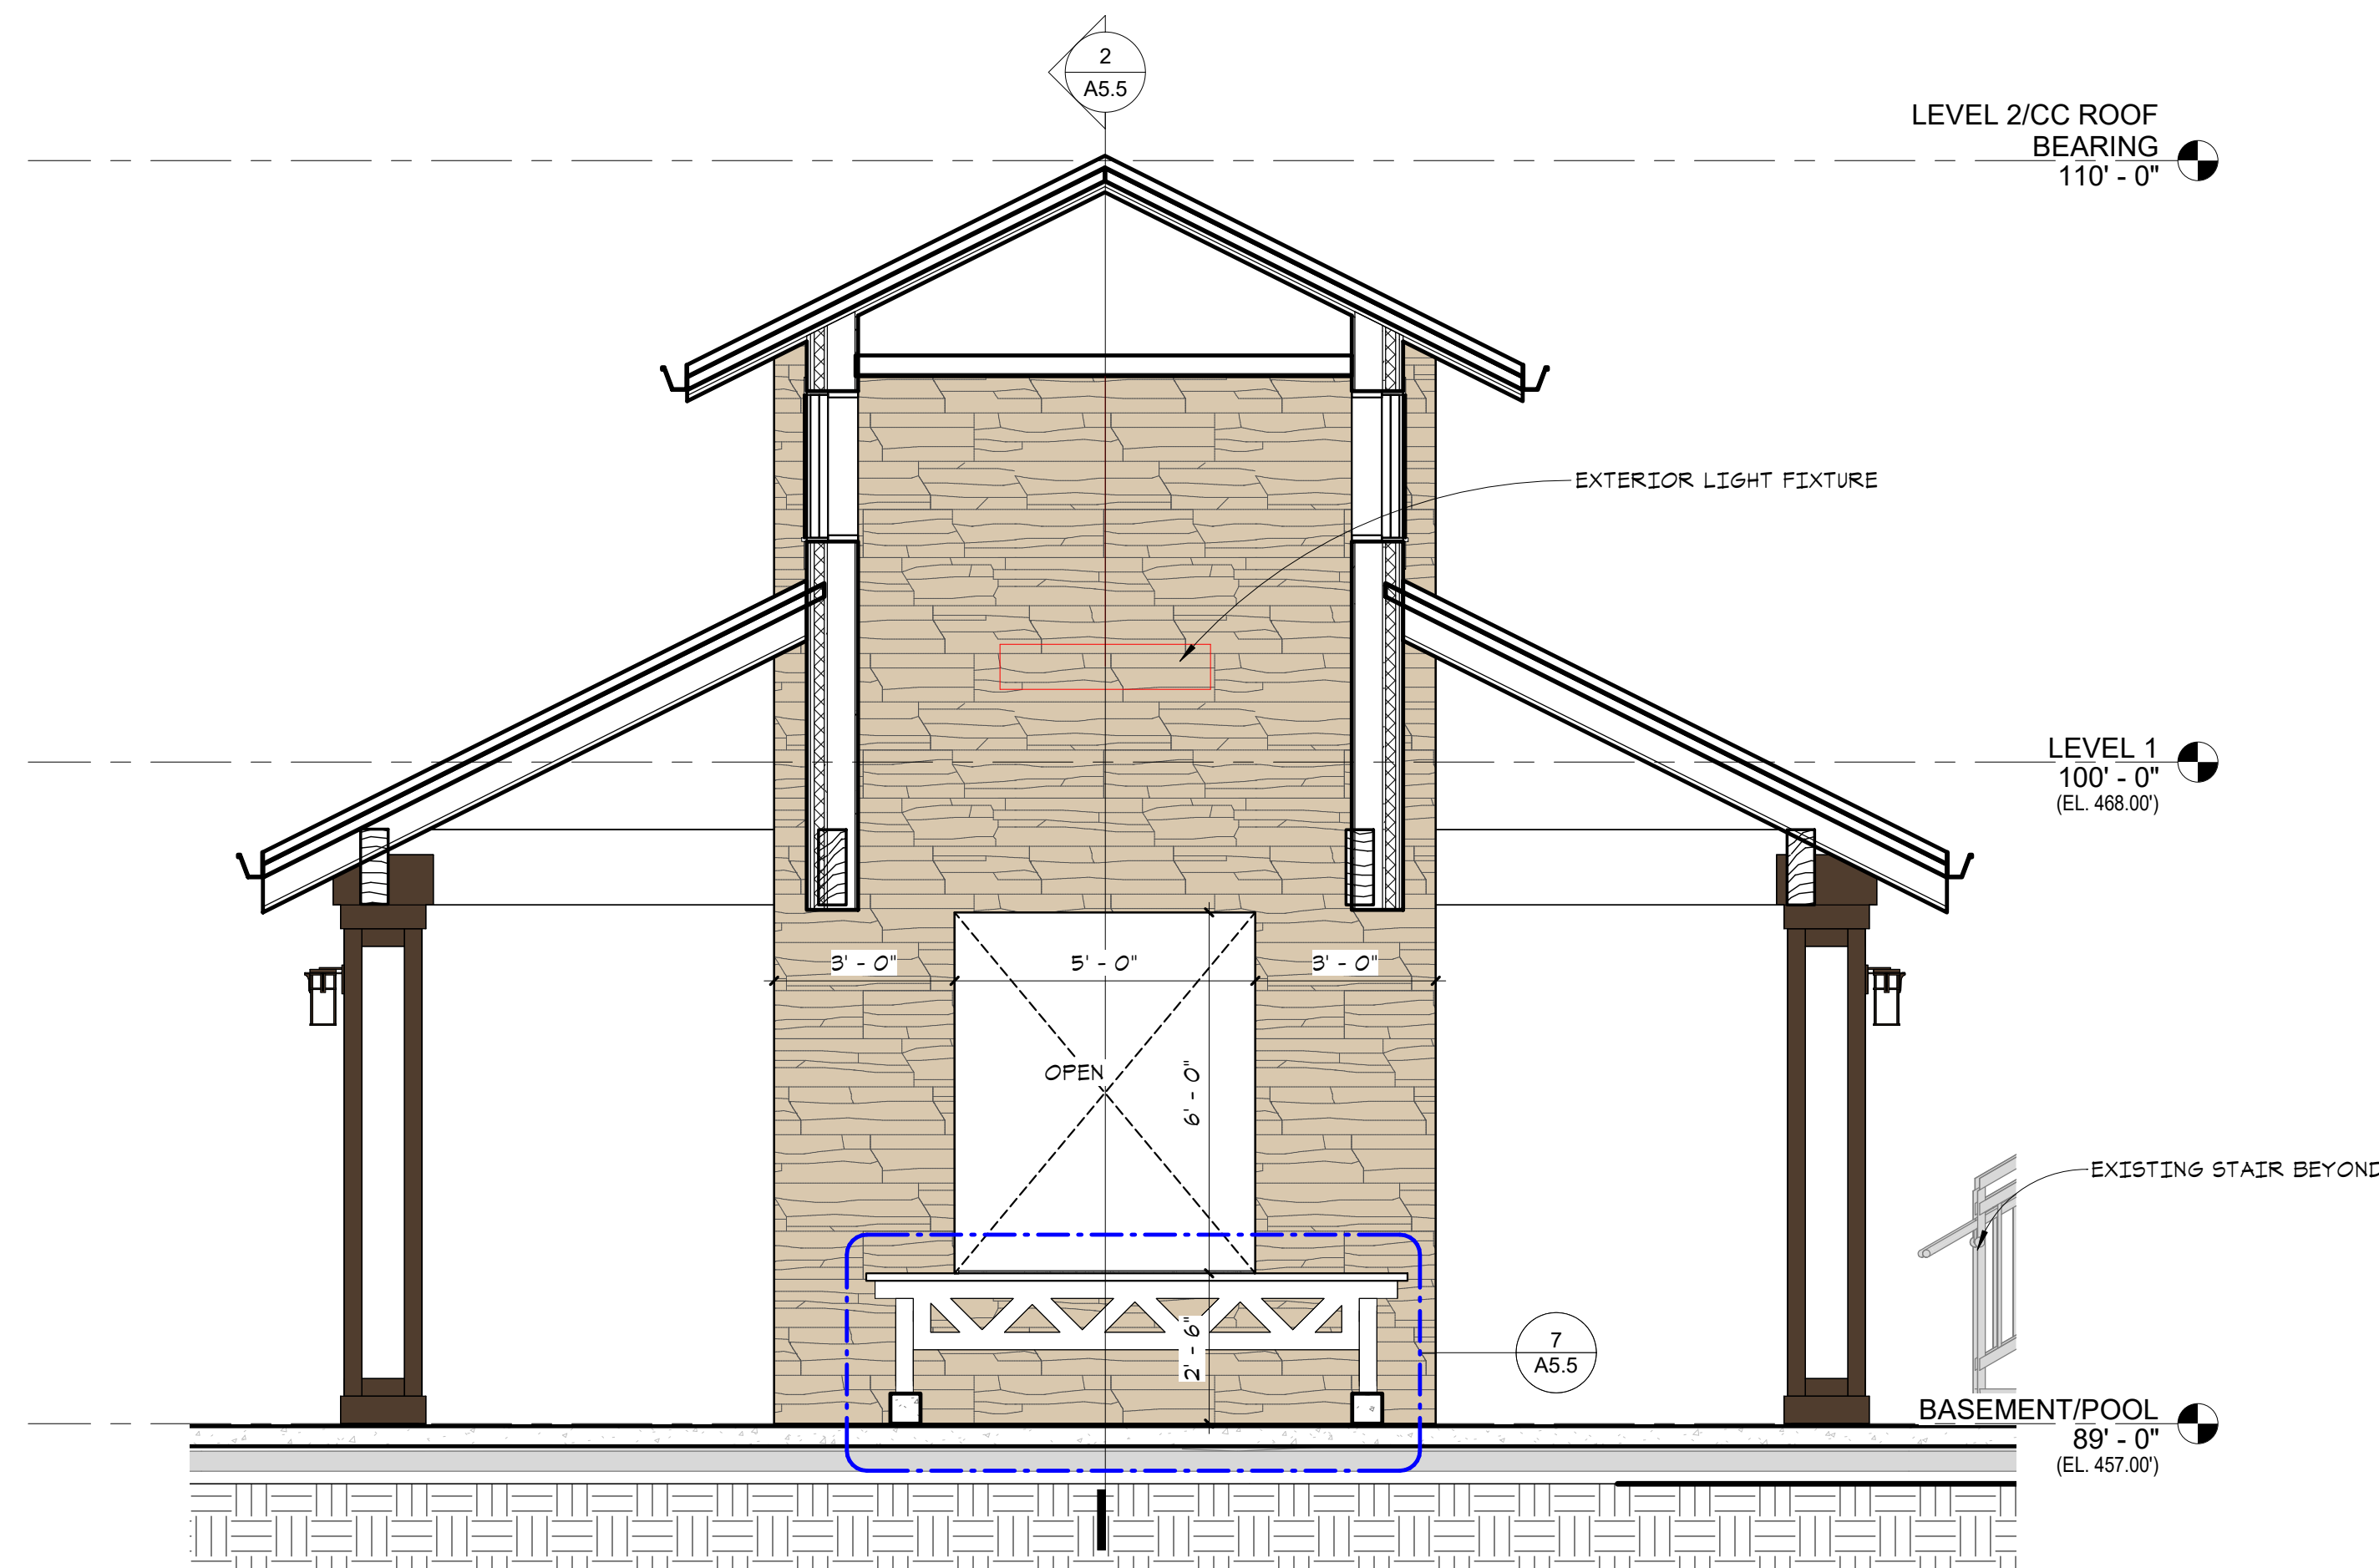 2
A5.5
LEVEL 2/CC ROOF
BEARING
110' - 0"
EXTERIOR LIGHT FIXTURE
LEVEL 1
100' - 0"
(EL. 468.00')
3' - 0"
5' - 0"
3' - 0"
OPEN
6' - 0"
EXISTING STAIR BEYOND
2' - 6"
7
A5.5
BASEMENT/POOL
89' - 0"
(EL. 457.00')